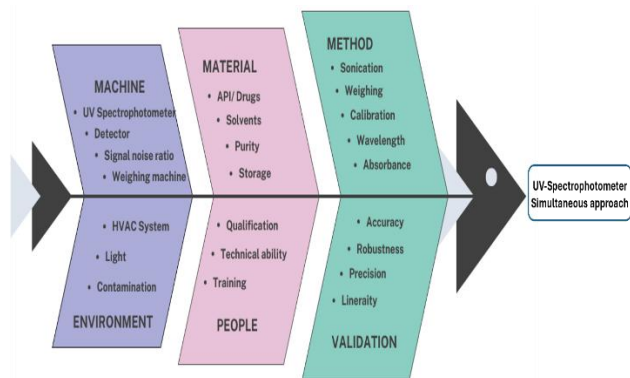 MACHINE
• UV Spectrophotometer
• Detector
• Signal noise ratio
• Weighing machine
MATERIAL
• API/ Drugs
• Solvents
• Purity
• Storage
METHOD
• Sonication
• Weighing
• Calibration
• Wavelength
• Absorbance
• HVAC System
• Light
• Contamination
ENVIRONMENT
• Qualification
• Technical ability
• Training
PEOPLE
• Accuracy
• Robustness
• Precision
• Lineraity
VALIDATION
UV-Spectrophotometer
Simultaneous approach